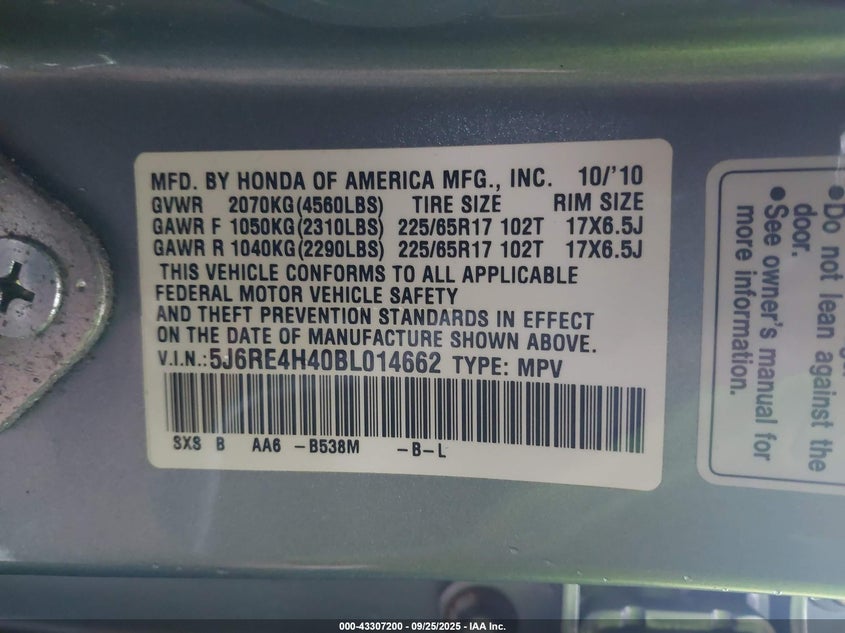 MFD. BY HONDA OF AMERICA MFG., INC. 10/'10
GVWR 2070KG(4560LBS) TIRE SIZE RIM SIZE
GAWR F 1050KG(2310LBS) 225/65R17 102T 17X6.5J
GAWR R 1040KG(2290LBS) 225/65R17 102T 17X6.5J
THIS VEHICLE CONFORMS TO ALL APPLICABLE
FEDERAL MOTOR VEHICLE SAFETY
AND THEFT PREVENTION STANDARDS IN EFFECT
ON THE DATE OF MANUFACTURE SHOWN ABOVE.
V.I.N.:5J6RE4H40BL014662 TYPE: MPV
SXS B AA6 -B538M -B-L
● Do not lean against the
door.
● See owner's manual for
more information.
000-43307200 - 09/25/2025 - IAA Inc.